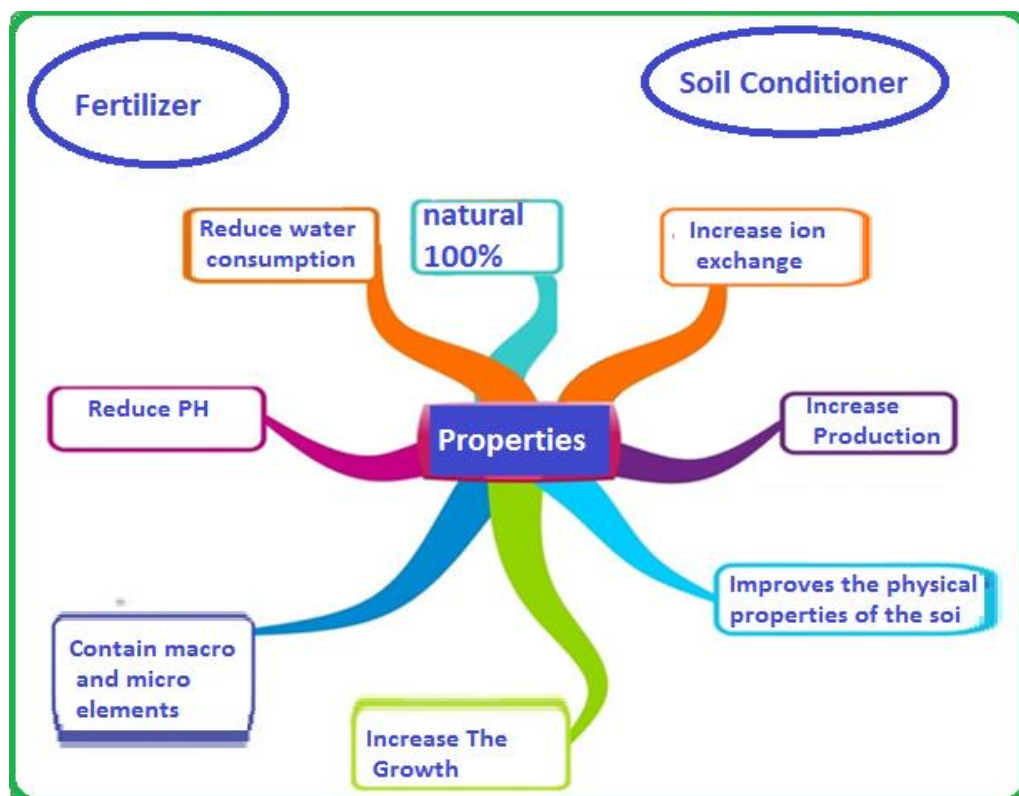 Fertilizer
Soil Conditioner
Reduce water
consumption
natural
100%
Increase ion
exchange
Reduce PH
Properties
Increase
Production
Contain macro
and micro
elements
Increase The
Growth
Improves the physical
properties of the soi